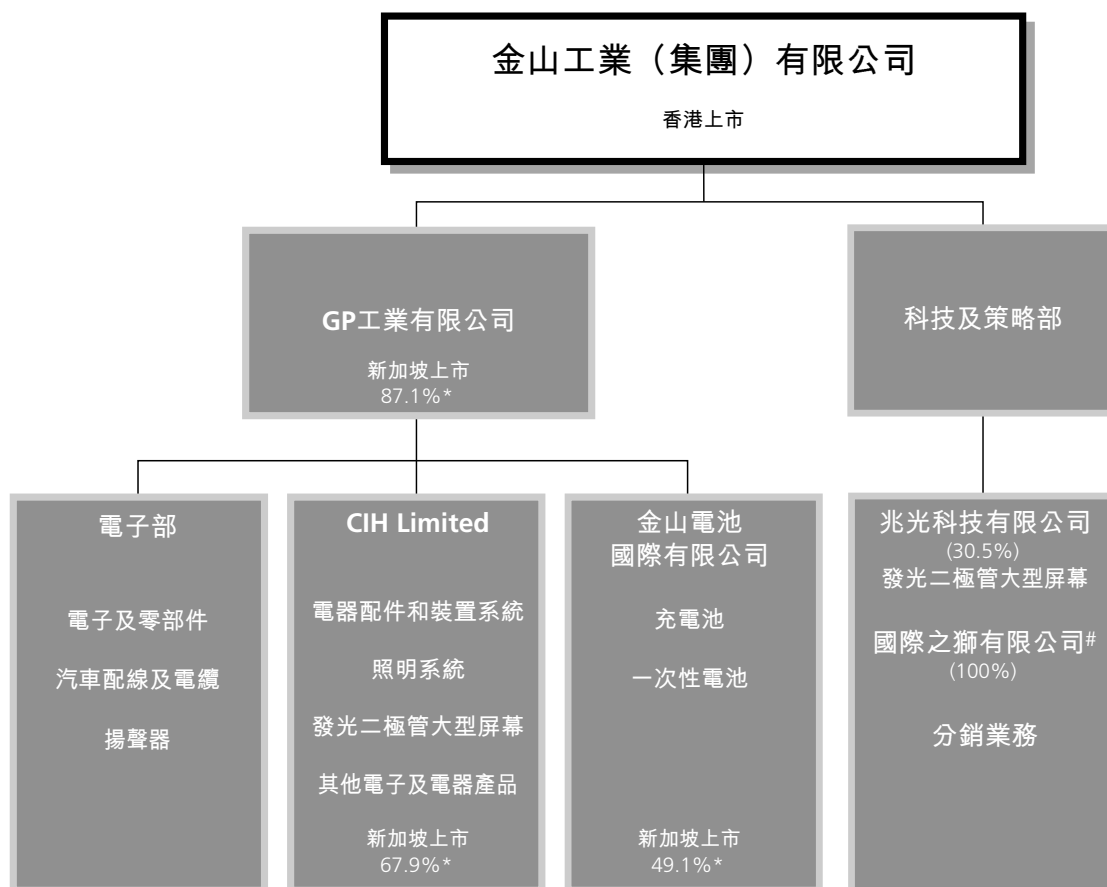 金山工業（集團）有限公司
香港上市
GP工業有限公司
新加坡上市
87.1%*
科技及策略部
電子部
電子及零部件
汽車配線及電纜
揚聲器
CIH Limited
電器配件和裝置系統
照明系統
發光二極管大型屏幕
其他電子及電器產品
新加坡上市
67.9%*
金山電池
國際有限公司
充電池
一次性電池
新加坡上市
49.1%*
兆光科技有限公司
(30.5%)
發光二極管大型屏幕
國際之獅有限公司#
(100%)
分銷業務